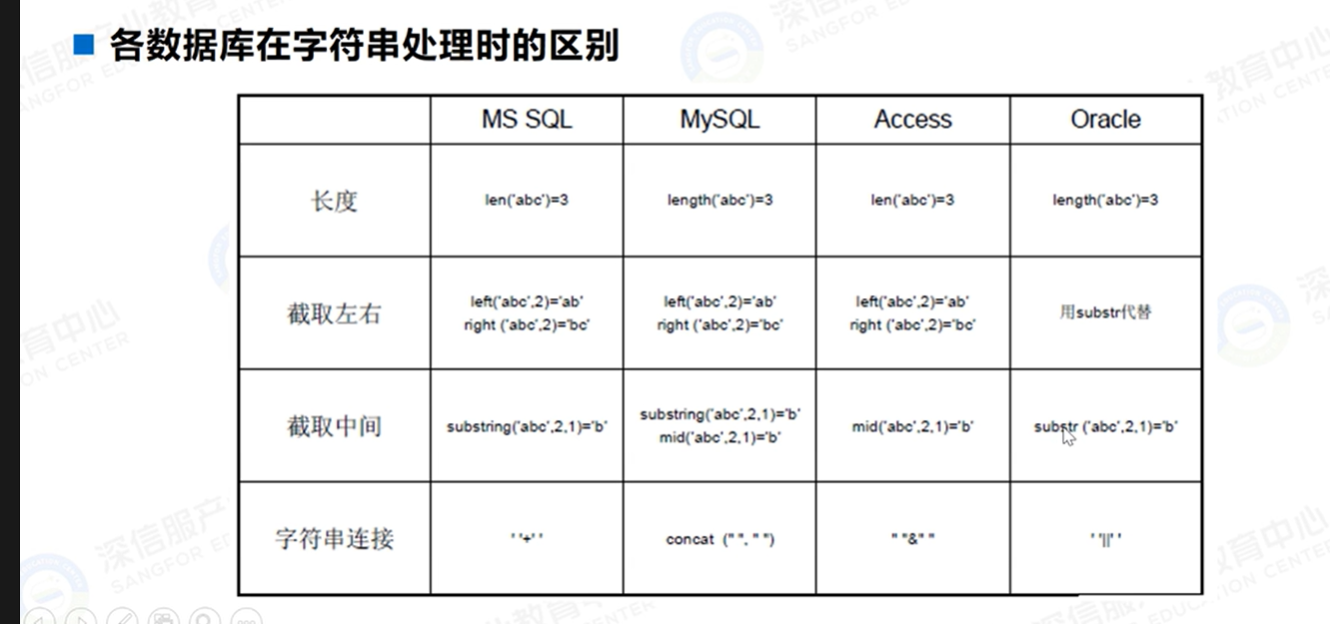 各数据库在字符串处理时的区别
MS SQL MySQL Access Oracle
长度 len('abc')=3 length('abc')=3 len('abc')=3 length('abc')=3
截取左右 left('abc',2)='ab' left('abc',2)='ab' left('abc',2)='ab' 用substr代替
right ('abc',2)='bc' right ('abc',2)='bc' right ('abc',2)='bc'
截取中间 substring('abc',2,1)='b' substring('abc',2,1)='b' mid('abc',2,1)='b' substr ('abc',2,1)='b'
mid('abc',2,1)='b'
字符串连接 ' '+' ' concat (" ", " ") " "&" " ' '||' '
深信服产业教育中心
SANGFOR EDUCATION CENTER